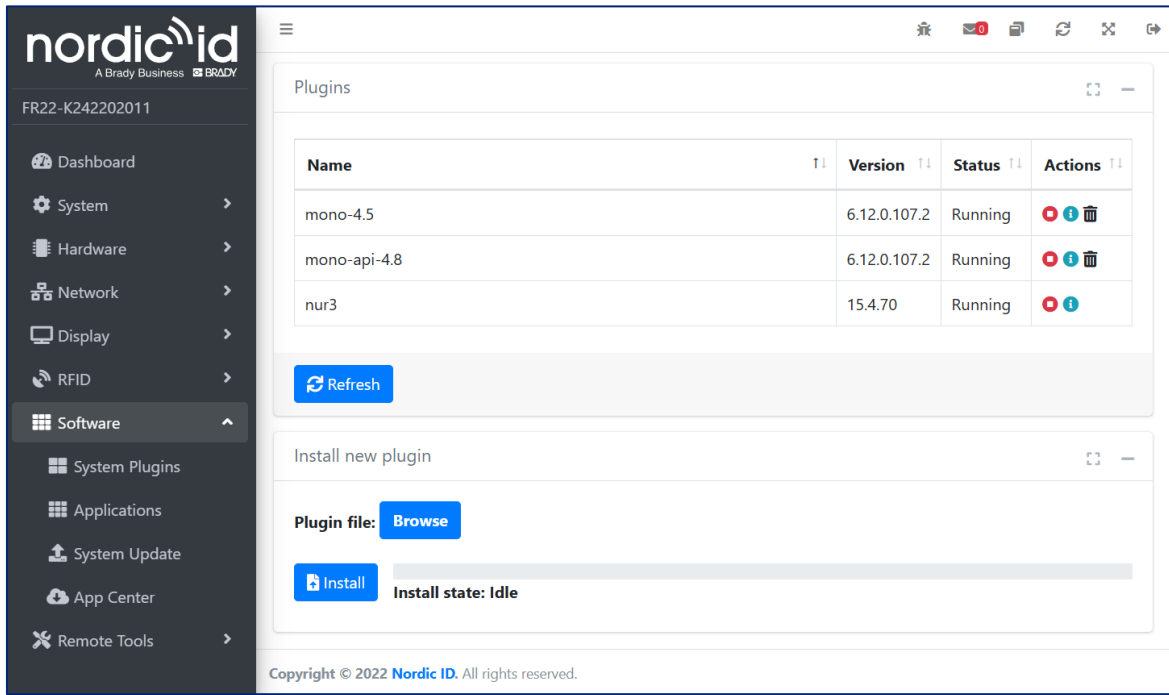 nordic id
A Brady Business BRADY
FR22-K242202011
Dashboard
System
Hardware
Network
Display
RFID
Software
System Plugins
Applications
System Update
App Center
Remote Tools
0
Plugins
Name Version Status Actions
mono-4.5 6.12.0.107.2 Running
mono-api-4.8 6.12.0.107.2 Running
nur3 15.4.70 Running
Refresh
Install new plugin
Plugin file: Browse
Install
Install state: Idle
Copyright © 2022 Nordic ID. All rights reserved.